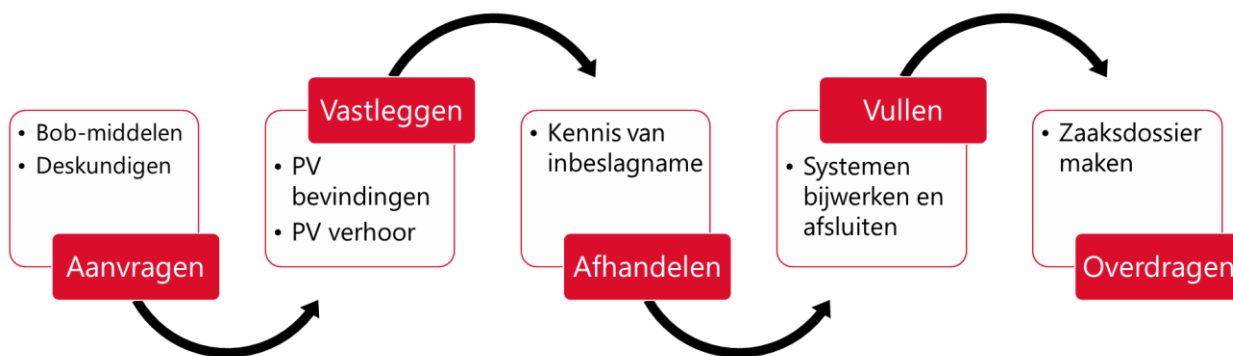 • Bob-middelen
• Deskundigen
Aanvragen
Vastleggen
• PV
bevindingen
• PV verhoor
• Kennis van
inbeslagname
Afhandelen
Vullen
• Systemen
bijwerken en
afsluiten
• Zaaksdossier
maken
Overdragen